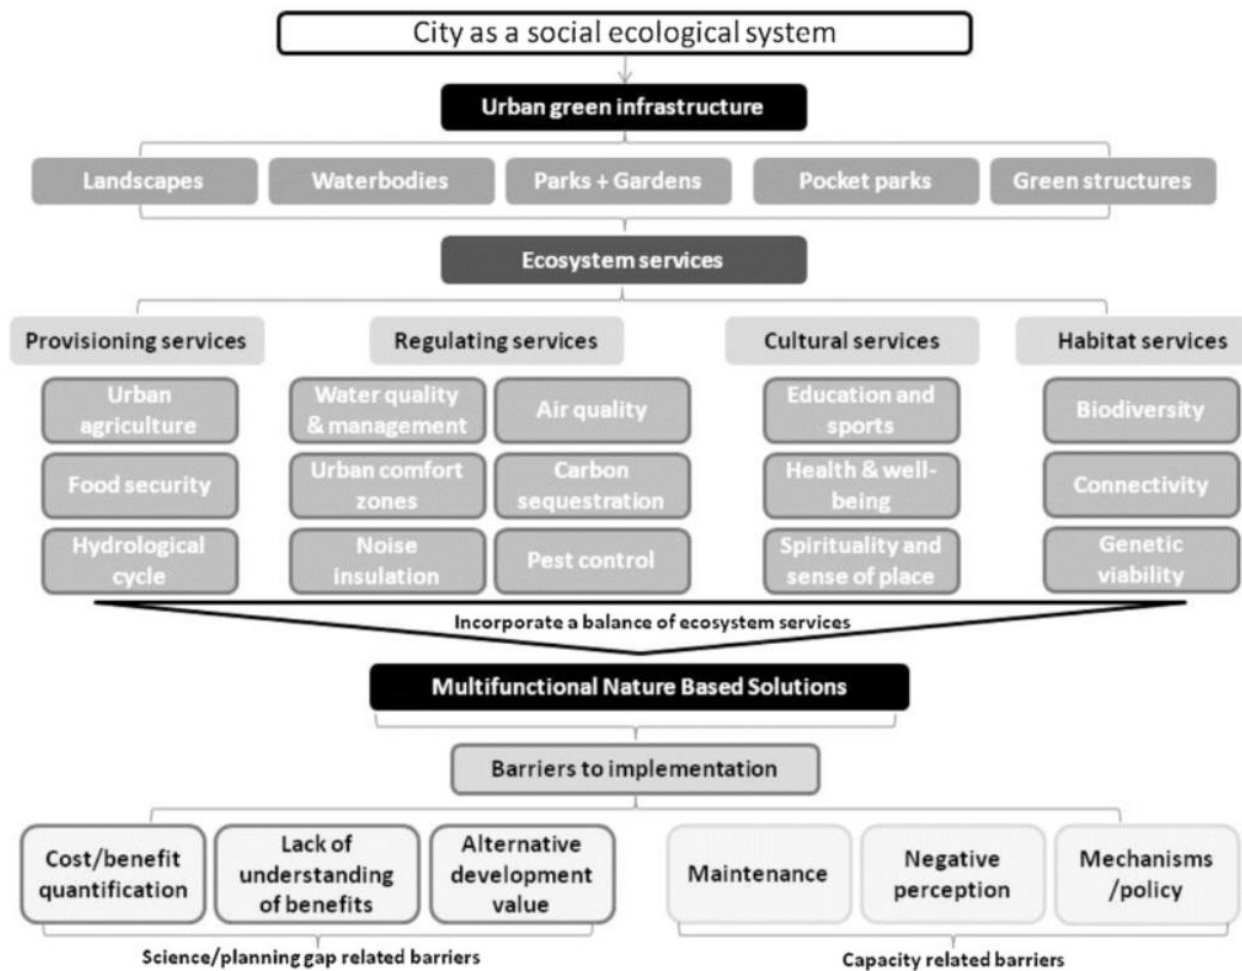 City as a social ecological system
Urban green infrastructure
Landscapes
Waterbodies
Parks + Gardens
Pocket parks
Green structures
Ecosystem services
Provisioning services
Regulating services
Cultural services
Habitat services
Urban
agriculture
Water quality
& management
Air quality
Education and
sports
Biodiversity
Food security
Urban comfort
zones
Carbon
sequestration
Health & well-
being
Connectivity
Hydrological
cycle
Noise
insulation
Pest control
Spirituality and
sense of place
Genetic
viability
Incorporate a balance of ecosystem services
Multifunctional Nature Based Solutions
Barriers to implementation
Cost/benefit
quantification
Lack of
understanding
of benefits
Alternative
development
value
Maintenance
Negative
perception
Mechanisms
/policy
Science/planning gap related barriers
Capacity related barriers